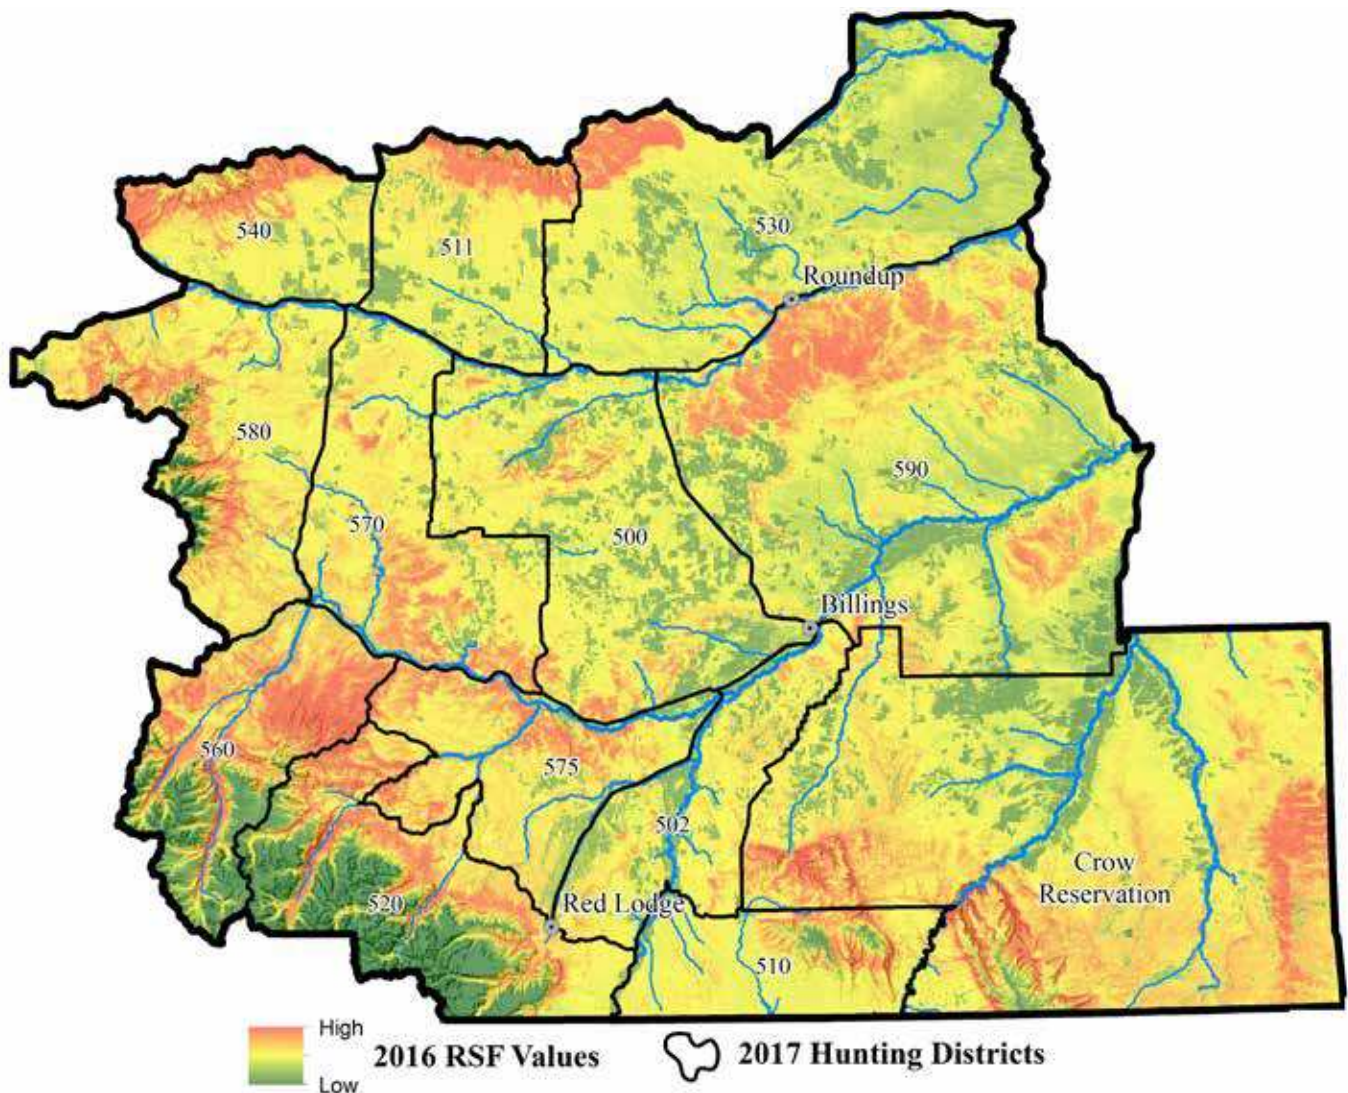 540
511
530
Roundup
580
590
570
500
Billings
560
575
502
Crow
Reservation
520
Red Lodge
510
High
Low
2016 RSF Values
2017 Hunting Districts